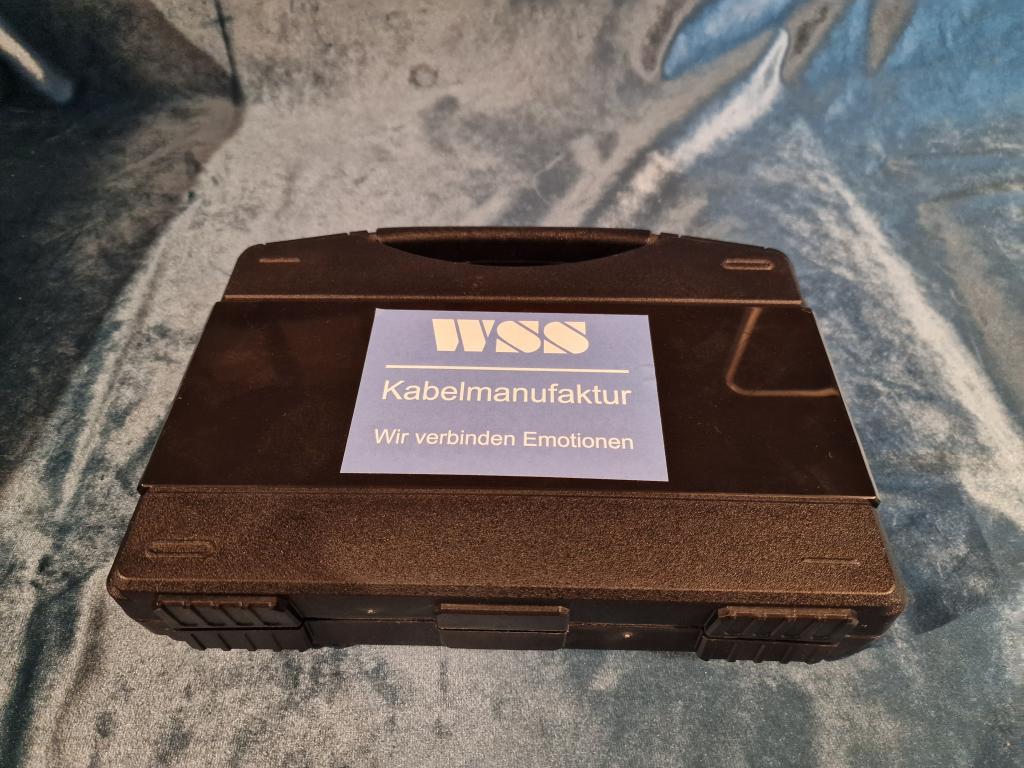 WSS
Kabelmanufaktur
Wir verbinden Emotionen